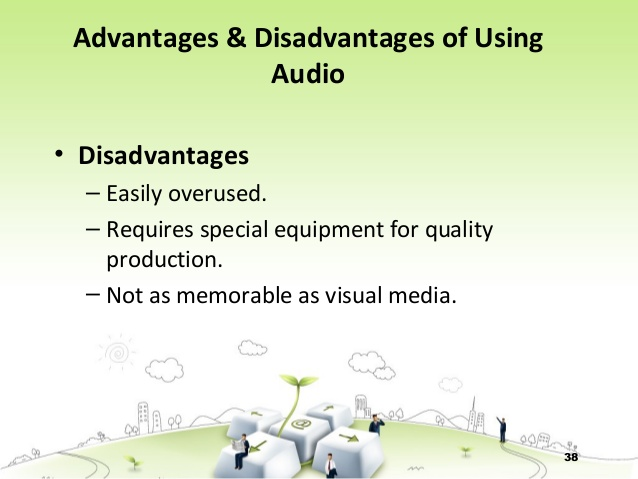 Advantages & Disadvantages of Using
Audio
• Disadvantages
– Easily overused.
– Requires special equipment for quality
production.
– Not as memorable as visual media.
@
38